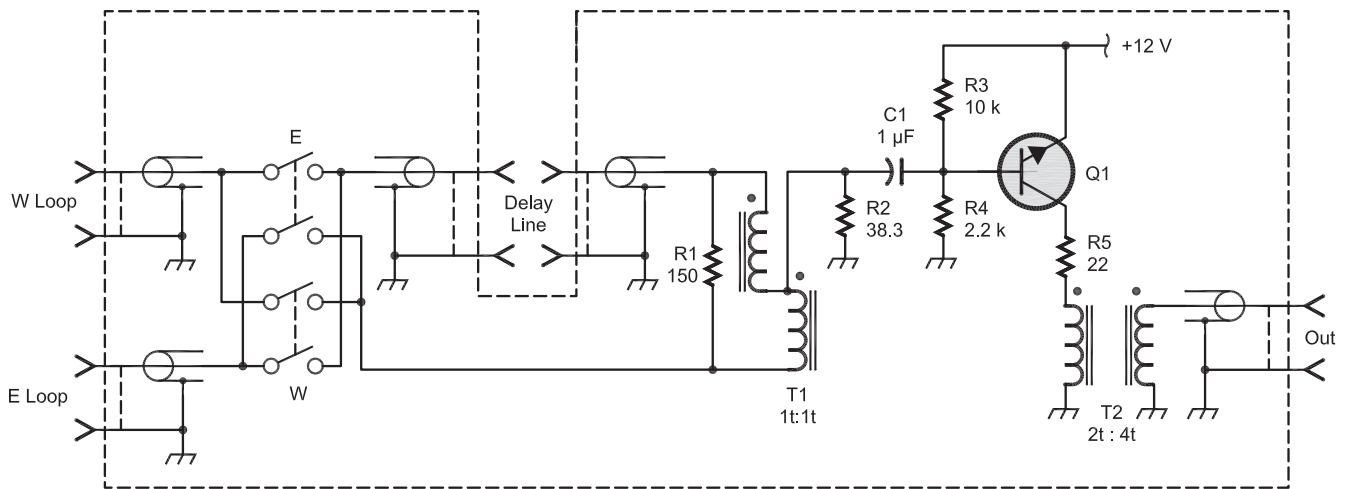 +12 V
R3
10 k
C1
1 µF
E
Q1
W Loop
Delay
Line
R2
38.3
R4
2.2 k
R1
150
R5
22
E Loop
W
T1
1t:1t
T2
2t : 4t
Out